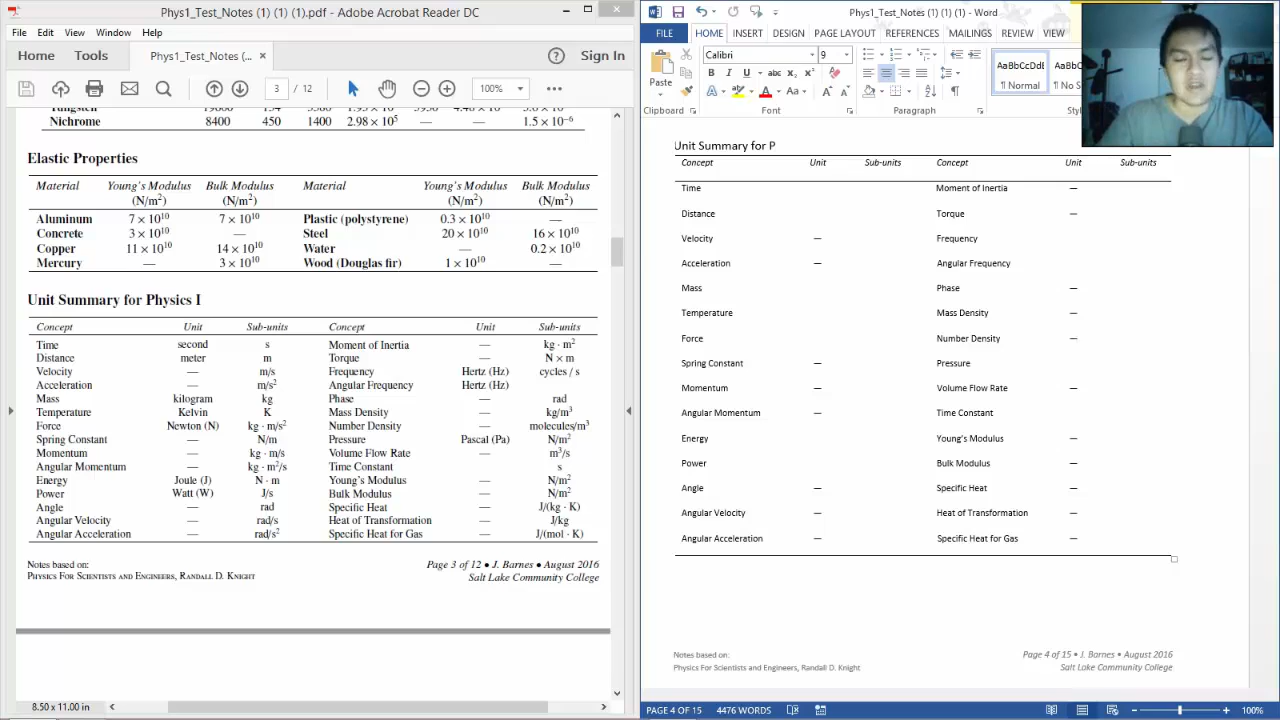 Phys1_Test_Notes (1) (1) (1).pdf - Adobe Acrobat Reader DC
File Edit View Window Help
Home Tools Phys1_Test_Notes (... × ? Sign In
3 / 12 100%
Nichrome 8400 450 1400 2.98 × 10⁵ — — 1.5 × 10⁻⁶
Elastic Properties
Material Young's Modulus (N/m²) Bulk Modulus (N/m²) Material Young's Modulus (N/m²) Bulk Modulus (N/m²)
Aluminum 7 × 10¹⁰ 7 × 10¹⁰ Plastic (polystyrene) 0.3 × 10¹⁰ —
Concrete 3 × 10¹⁰ — Steel 20 × 10¹⁰ 16 × 10¹⁰
Copper 11 × 10¹⁰ 14 × 10¹⁰ Water — 0.2 × 10¹⁰
Mercury — 3 × 10¹⁰ Wood (Douglas fir) 1 × 10¹⁰ —
Unit Summary for Physics I
Concept Unit Sub-units Concept Unit Sub-units
Time second s Moment of Inertia — kg · m²
Distance meter m Torque — N × m
Velocity — m/s Frequency Hertz (Hz) cycles / s
Acceleration — m/s² Angular Frequency Hertz (Hz)
Mass kilogram kg Phase — rad
Temperature Kelvin K Mass Density — kg/m³
Force Newton (N) kg · m/s² Number Density — molecules/m³
Spring Constant — N/m Pressure Pascal (Pa) N/m²
Momentum — kg · m/s Volume Flow Rate — m³/s
Angular Momentum — kg · m²/s Time Constant s
Energy Joule (J) N · m Young's Modulus — N/m²
Power Watt (W) J/s Bulk Modulus — N/m²
Angle — rad Specific Heat — J/(kg · K)
Angular Velocity — rad/s Heat of Transformation — J/kg
Angular Acceleration — rad/s² Specific Heat for Gas — J/(mol · K)
Notes based on: Page 3 of 12 • J. Barnes • August 2016
Physics For Scientists and Engineers, Randall D. Knight Salt Lake Community College
8.50 x 11.00 in
Phys1_Test_Notes (1) (1) (1) - Word
FILE HOME INSERT DESIGN PAGE LAYOUT REFERENCES MAILINGS REVIEW VIEW
Paste Calibri 9 AaBbCcDdE AaBbC
B I U abc x₂ x² Aa ¶ Normal ¶ No S
Clipboard Font Paragraph Styl
Unit Summary for P
Concept Unit Sub-units Concept Unit Sub-units
Time Moment of Inertia —
Distance Torque —
Velocity — Frequency
Acceleration — Angular Frequency
Mass Phase —
Temperature Mass Density —
Force Number Density —
Spring Constant — Pressure
Momentum — Volume Flow Rate —
Angular Momentum — Time Constant
Energy Young's Modulus —
Power Bulk Modulus —
Angle — Specific Heat —
Angular Velocity — Heat of Transformation —
Angular Acceleration — Specific Heat for Gas —
Notes based on: Page 4 of 15 • J. Barnes • August 2016
Physics For Scientists and Engineers, Randall D. Knight Salt Lake Community College
PAGE 4 OF 15 4476 WORDS 100%